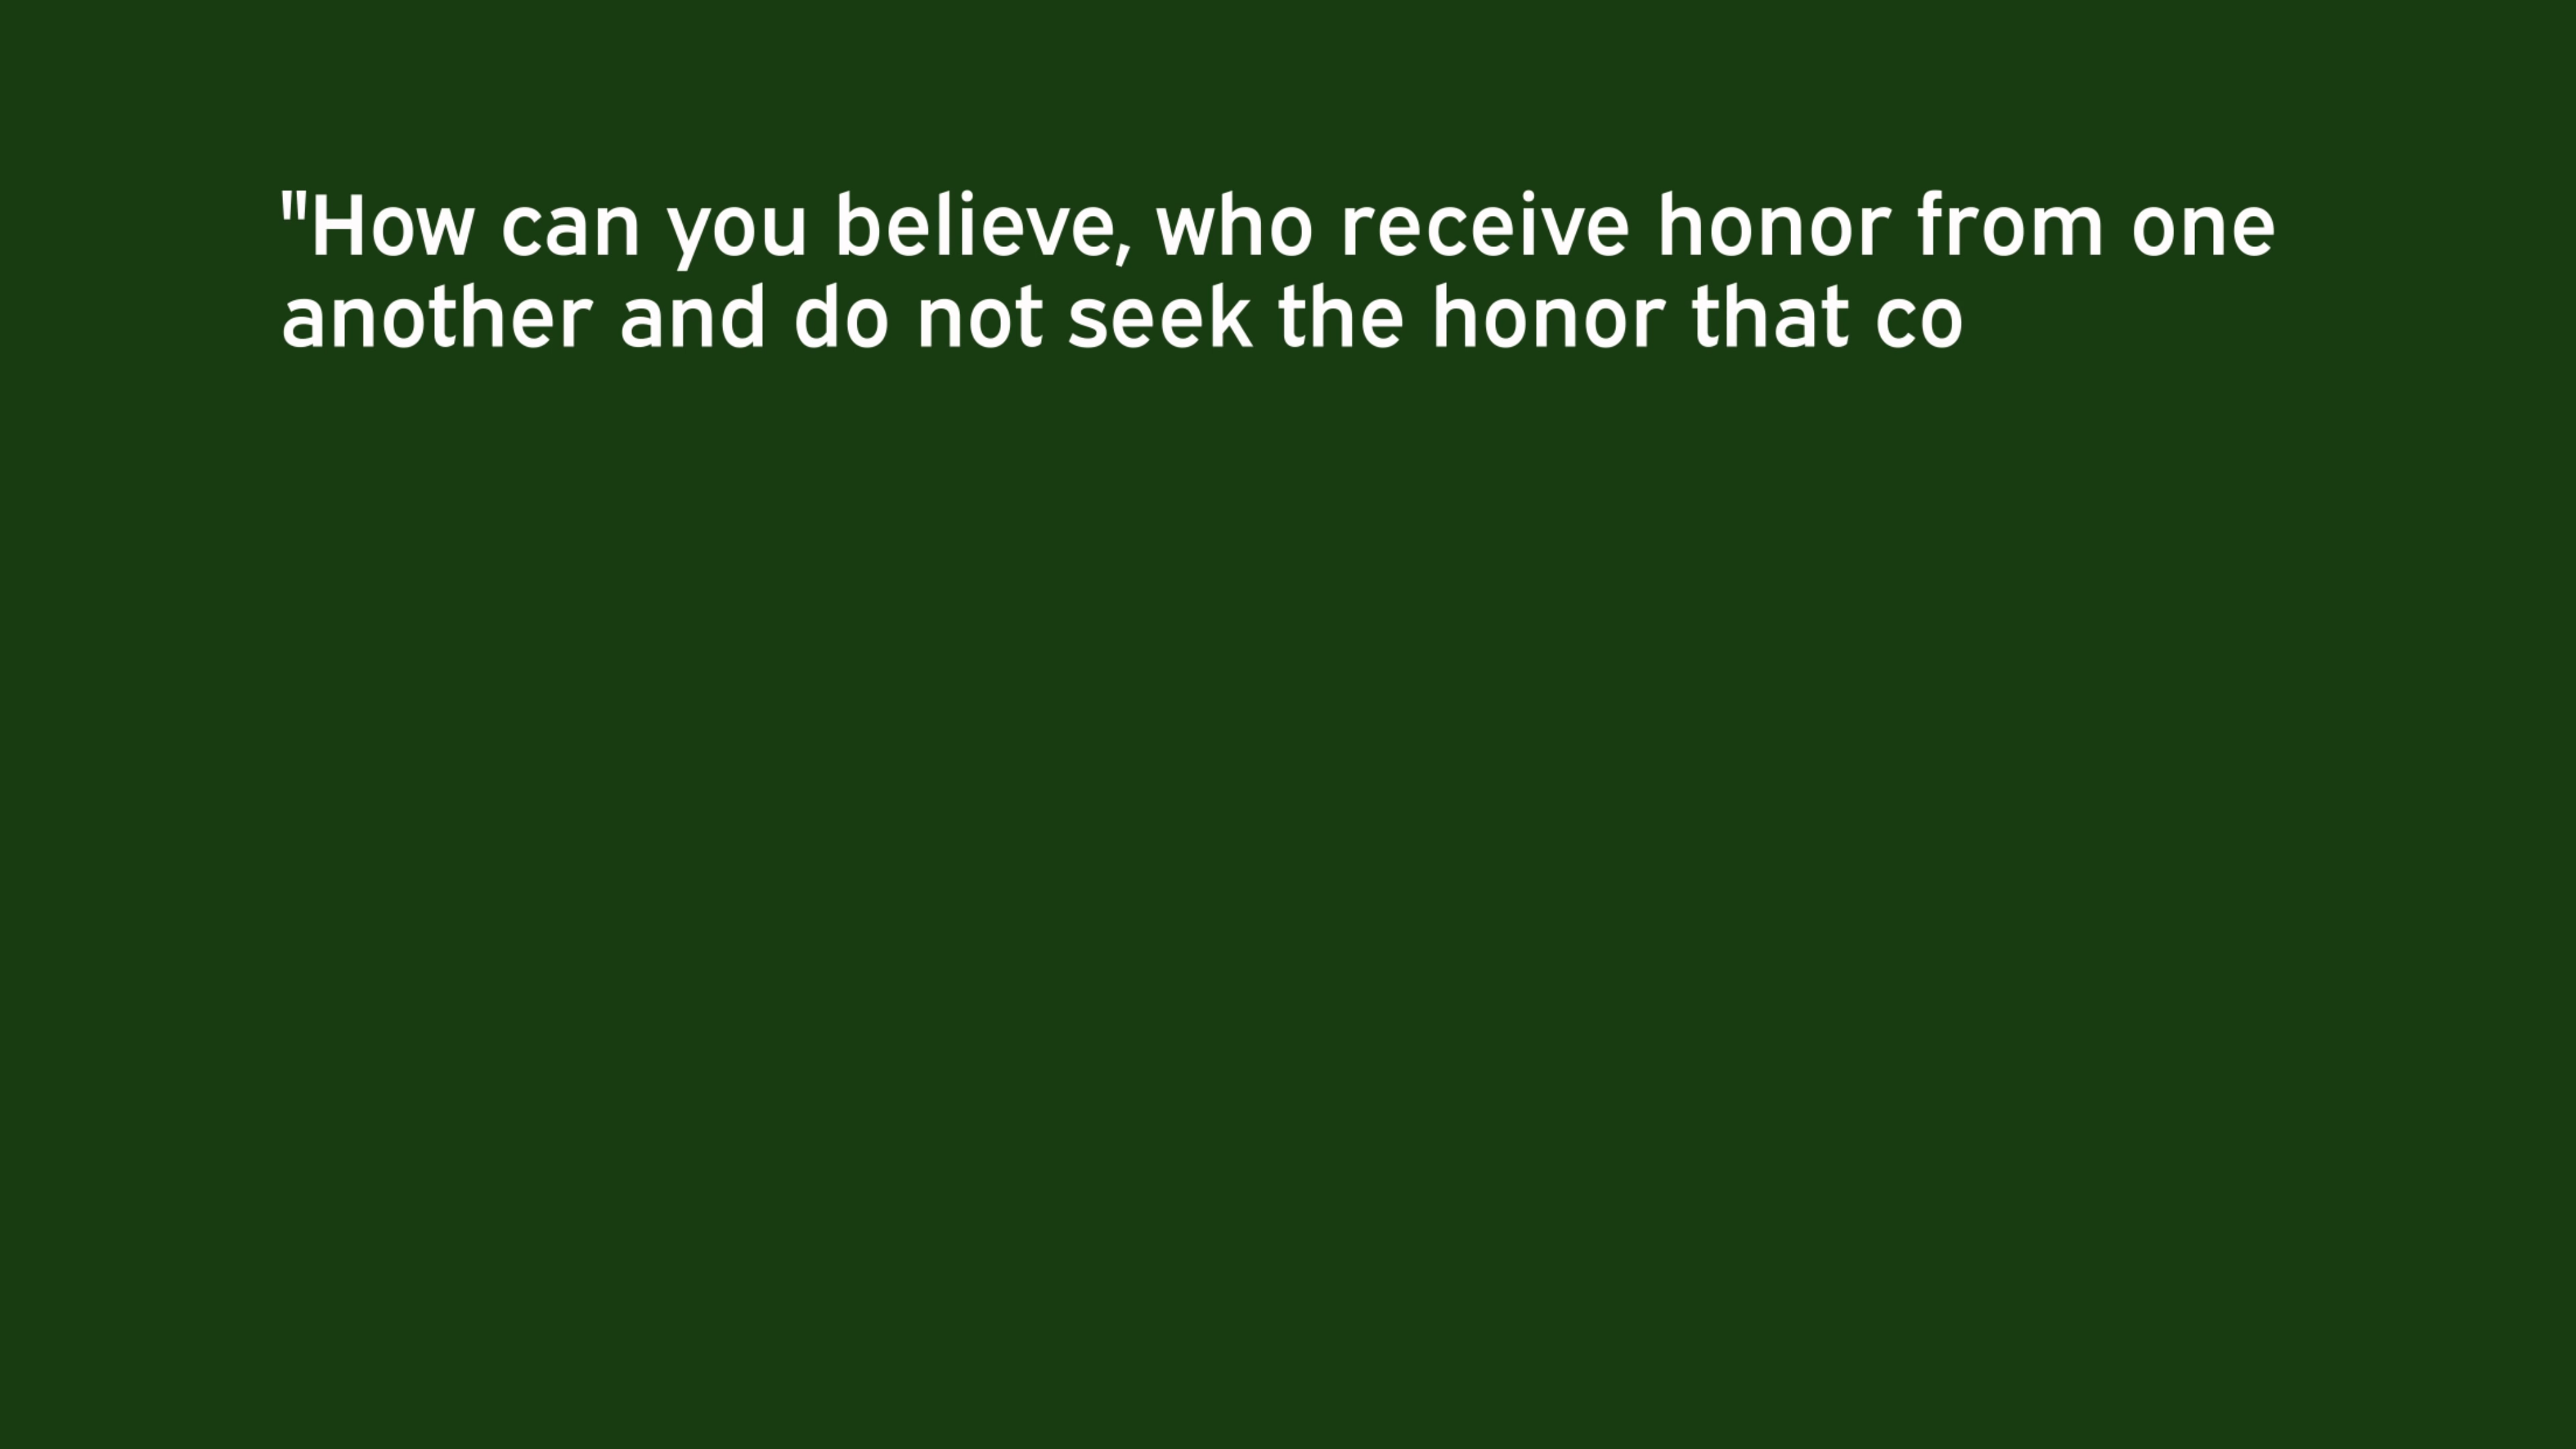 "How can you believe, who receive honor from one
another and do not seek the honor that co